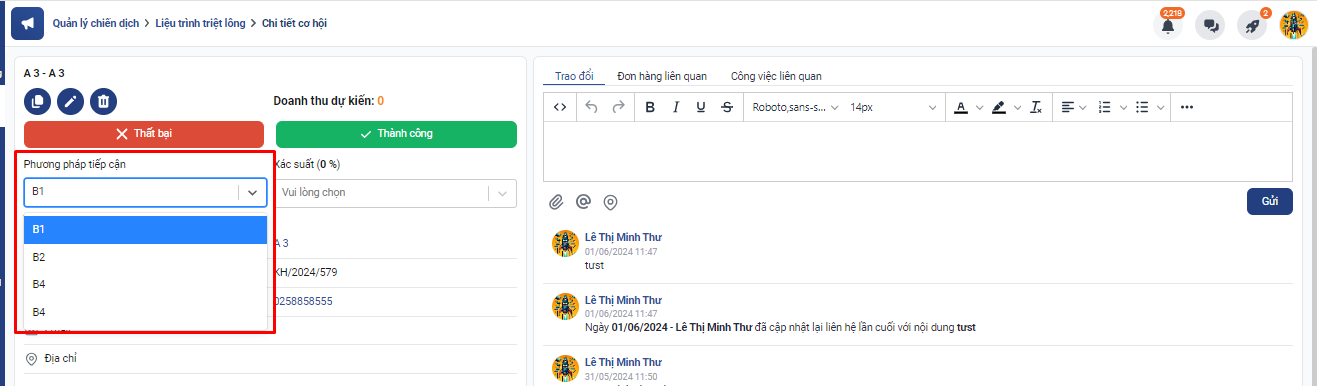 Quản lý chiến dịch > Liệu trình triệt lông > Chi tiết cơ hội
2,218
2
A 3 - A 3
Doanh thu dự kiến: 0
Thất bại
Thành công
Phương pháp tiếp cận
Xác suất (0 %)
B1
Vui lòng chọn
B1
B2
B4
B4
A 3
KH/2024/579
0258858555
Địa chỉ
Trao đổi
Đơn hàng liên quan
Công việc liên quan
Roboto,sans-s...
14px
Gửi
Lê Thị Minh Thư
01/06/2024 11:47
tưst
Lê Thị Minh Thư
01/06/2024 11:47
Ngày 01/06/2024 - Lê Thị Minh Thư đã cập nhật lại liên hệ lần cuối với nội dung tưst
Lê Thị Minh Thư
31/05/2024 11:50